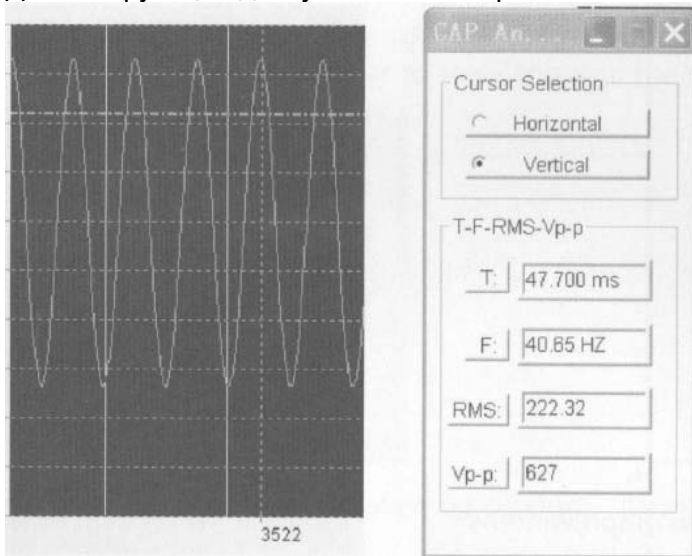 CAP An...
Cursor Selection
Horizontal
Vertical
T-F-RMS-Vp-p
T: 47.700 ms
F: 40.65 HZ
RMS: 222.32
Vp-p: 627
3522